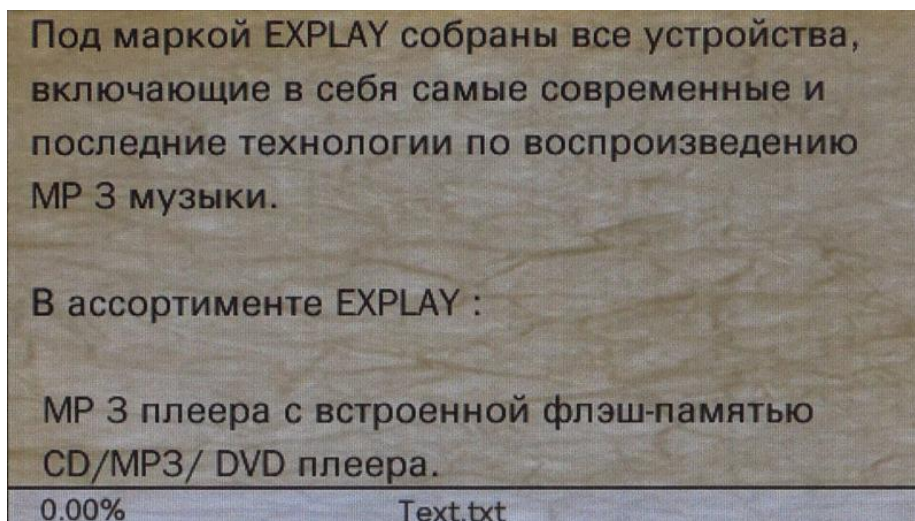 Под маркой EXPLAY собраны все устройства,
включающие в себя самые современные и
последние технологии по воспроизведению
MP 3 музыки.
В ассортименте EXPLAY :
MP 3 плеера с встроенной флэш-памятью
CD/MP3/ DVD плеера.
0.00% Text.txt